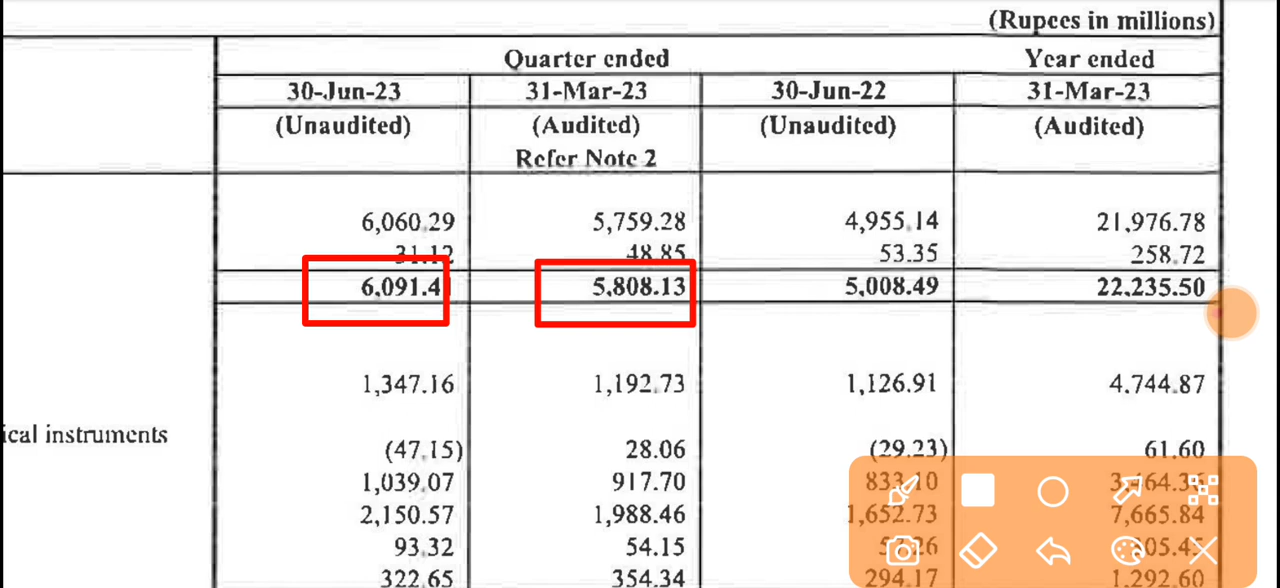 (Rupees in millions)
Quarter ended Year ended
30-Jun-23 31-Mar-23 30-Jun-22 31-Mar-23
(Unaudited) (Audited) (Unaudited) (Audited)
Refer Note 2
6,060.29 5,759.28 4,955.14 21,976.78
31.12 48.85 53.35 258.72
6,091.4 5,808.13 5,008.49 22,235.50
1,347.16 1,192.73 1,126.91 4,744.87
ical instruments
(47.15) 28.06 (29.23) 61.60
1,039.07 917.70 833.10
2,150.57 1,988.46 1,652.73 7,665.84
93.32 54.15
322.65 354.34 294.17 1,292.60